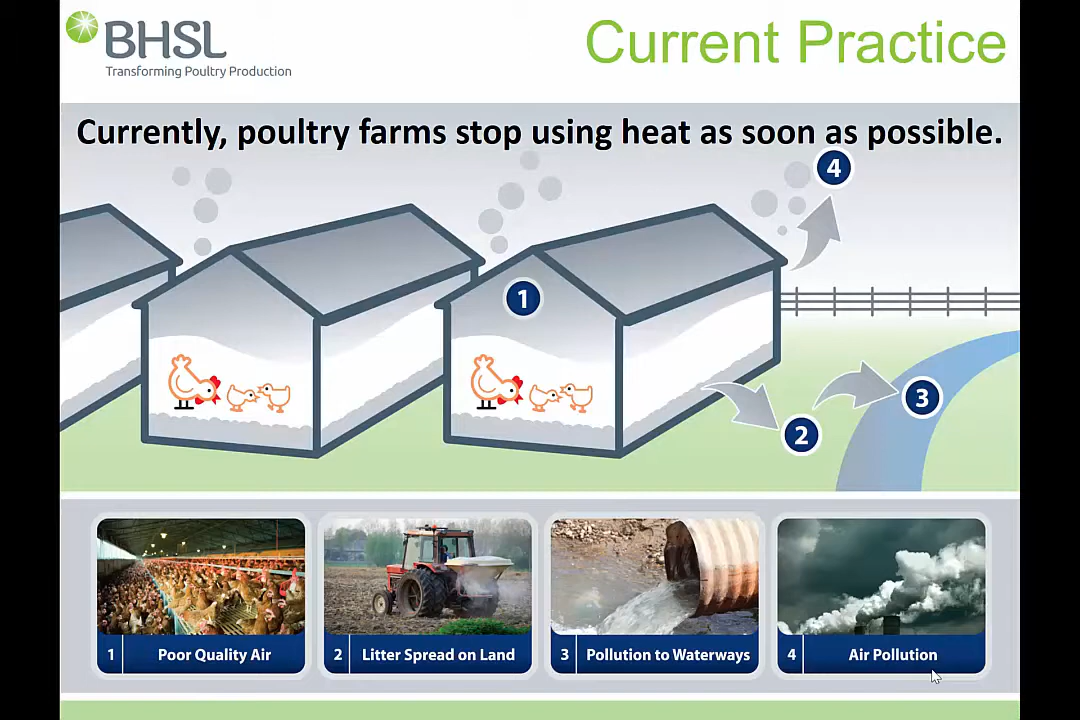 BHSL
Transforming Poultry Production
Current Practice
Currently, poultry farms stop using heat as soon as possible.
4
1
3
2
1 Poor Quality Air
2 Litter Spread on Land
3 Pollution to Waterways
4 Air Pollution